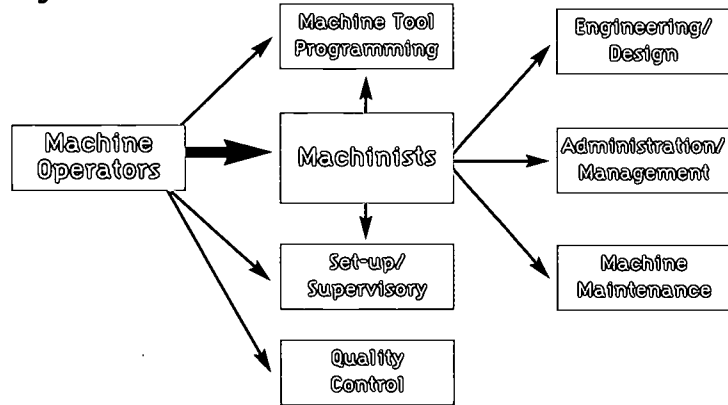 Machine Tool
Programming
Engineering/
Design
Machine
Operators
Machinists
Administration/
Management
Set-up/
Supervisory
Machine
Maintenance
Quality
Control